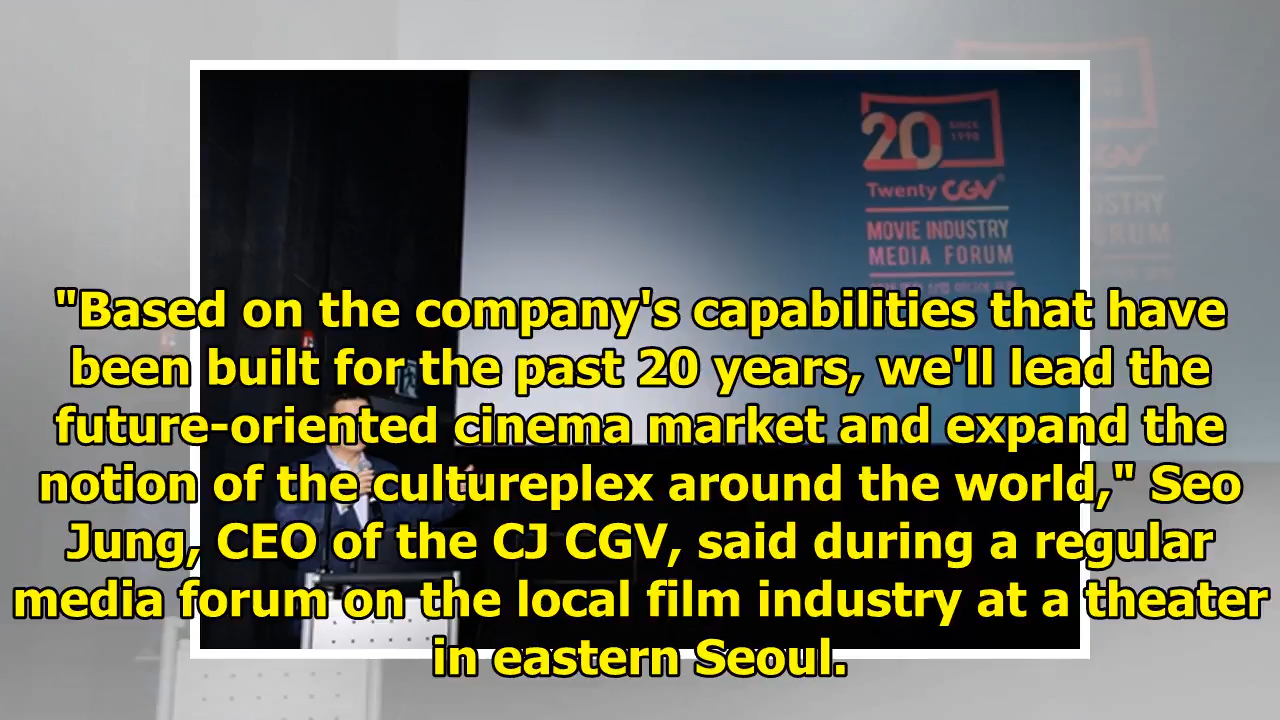 20 SINCE
1998
Twenty CGV
MOVIE INDUSTRY
MEDIA FORUM
"Based on the company's capabilities that have
been built for the past 20 years, we'll lead the
future-oriented cinema market and expand the
notion of the cultureplex around the world," Seo
Jung, CEO of the CJ CGV, said during a regular
media forum on the local film industry at a theater
in eastern Seoul.